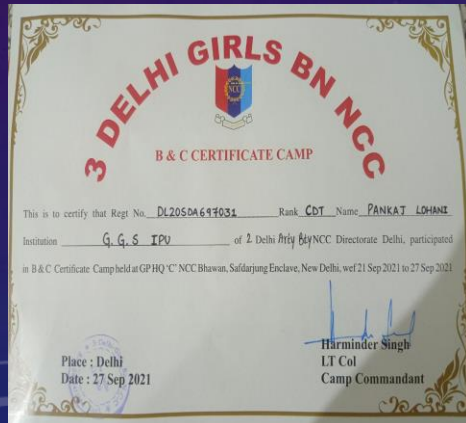 3 DELHI GIRLS BN NCC
NCC
B & C CERTIFICATE CAMP
This is to certify that Regt No. DL20SDA697031 Rank CDT Name PANKAJ LOHANI
Institution G.G.S IPU of 2 Delhi Arty Bty NCC Directorate Delhi, participated
in B & C Certificate Camp held at GP HQ 'C' NCC Bhawan, Safdarjung Enclave, New Delhi, wef 21 Sep 2021 to 27 Sep 2021
Harminder Singh
Place : Delhi LT Col
Date : 27 Sep 2021 Camp Commandant